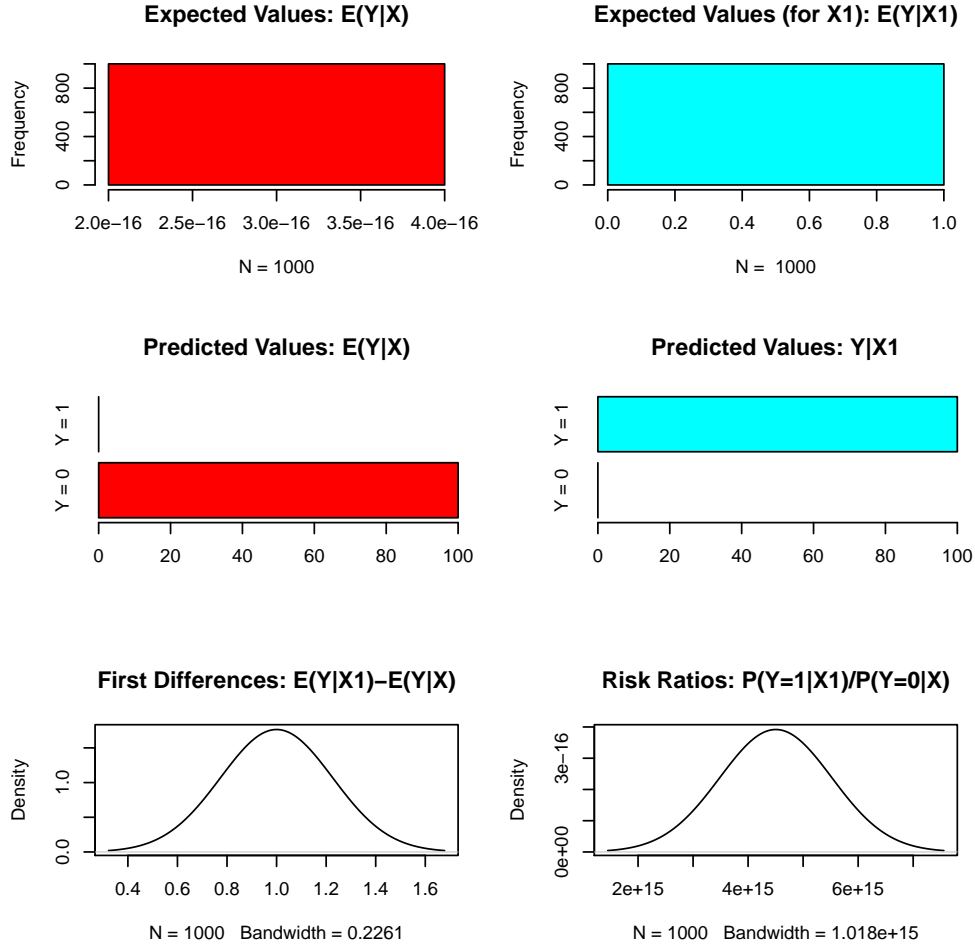 Expected Values: E(Y|X)
Expected Values (for X1): E(Y|X1)
Frequency
0 400 800
2.0e−16 2.5e−16 3.0e−16 3.5e−16 4.0e−16
N = 1000
Frequency
0 400 800
0.0 0.2 0.4 0.6 0.8 1.0
N = 1000
Predicted Values: E(Y|X)
Predicted Values: Y|X1
Y = 1
Y = 0
0 20 40 60 80 100
Y = 1
Y = 0
0 20 40 60 80 100
First Differences: E(Y|X1)−E(Y|X)
Risk Ratios: P(Y=1|X1)/P(Y=0|X)
Density
0.0 1.0
0.4 0.6 0.8 1.0 1.2 1.4 1.6
N = 1000 Bandwidth = 0.2261
Density
0e+00 3e−16
2e+15 4e+15 6e+15
N = 1000 Bandwidth = 1.018e+15